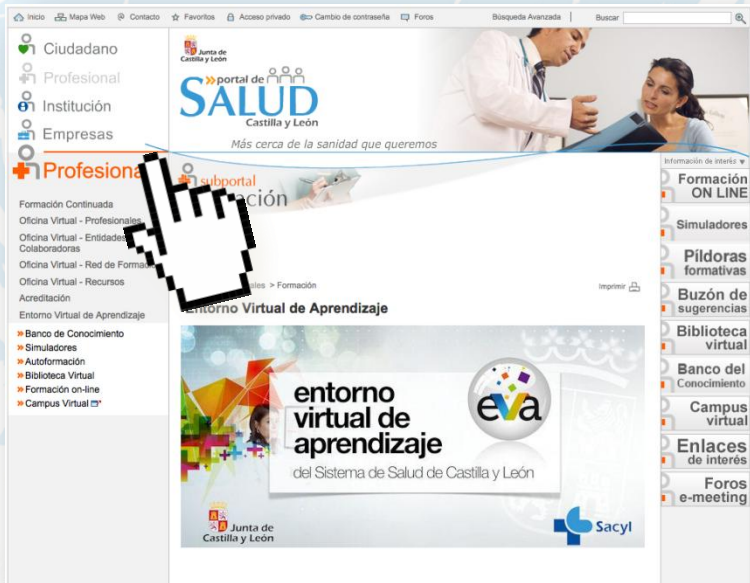 Inicio
Mapa Web
Contacto
Favoritos
Acceso privado
Cambio de contraseña
Foros
Búsqueda Avanzada
Buscar
Ciudadano
Profesional
Institución
Empresas
Junta de
Castilla y León
portal de
SALUD
Castilla y León
Más cerca de la sanidad que queremos
Profesional
Formación Continuada
Oficina Virtual - Profesionales
Oficina Virtual - Entidades
Colaboradoras
Oficina Virtual - Red de
Oficina Virtual - Recursos
Acreditación
Entorno Virtual de Aprendizaje
Banco de Conocimiento
Simuladores
Autoformación
Biblioteca Virtual
Formación on-line
Campus Virtual
subportal
> Formación
Imprimir
Entorno Virtual de Aprendizaje
entorno
virtual de
aprendizaje
del Sistema de Salud de Castilla y León
eva
Junta de
Castilla y León
Sacyl
Información de interés
Formación
ON LINE
Simuladores
Píldoras
formativas
Buzón de
sugerencias
Biblioteca
virtual
Banco del
Conocimiento
Campus
virtual
Enlaces
de interés
Foros
e-meeting